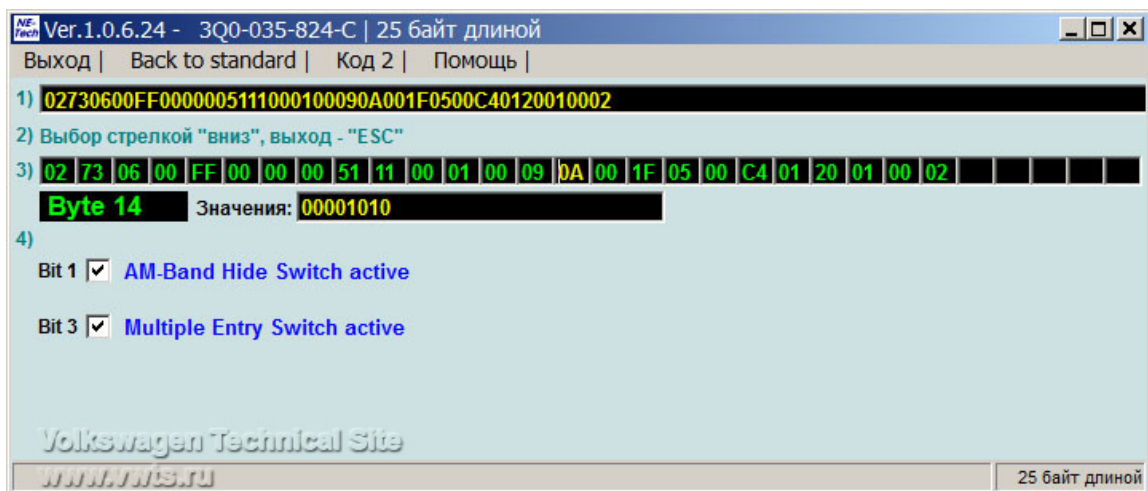 NE-Tech Ver.1.0.6.24 - 3Q0-035-824-C | 25 байт длиной
Выход | Back to standard | Код 2 | Помощь |
1) 02730600FF0000005111000100090A001F0500C40120010002
2) Выбор стрелкой "вниз", выход - "ESC"
3) 02 73 06 00 FF 00 00 00 51 11 00 01 00 09 0A 00 1F 05 00 C4 01 20 01 00 02
Byte 14 Значения: 00001010
4)
Bit 1 AM-Band Hide Switch active
Bit 3 Multiple Entry Switch active
Volkswagen Technical Site
www.vwts.ru 25 байт длиной